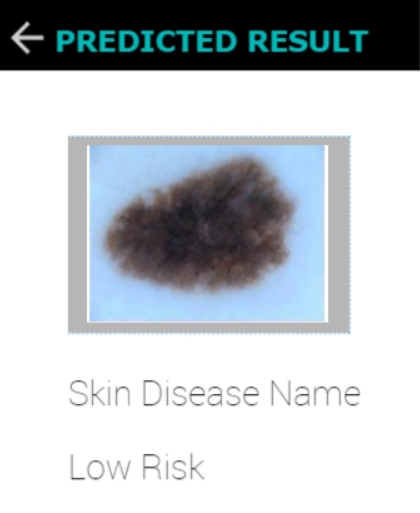 PREDICTED RESULT
Skin Disease Name
Low Risk